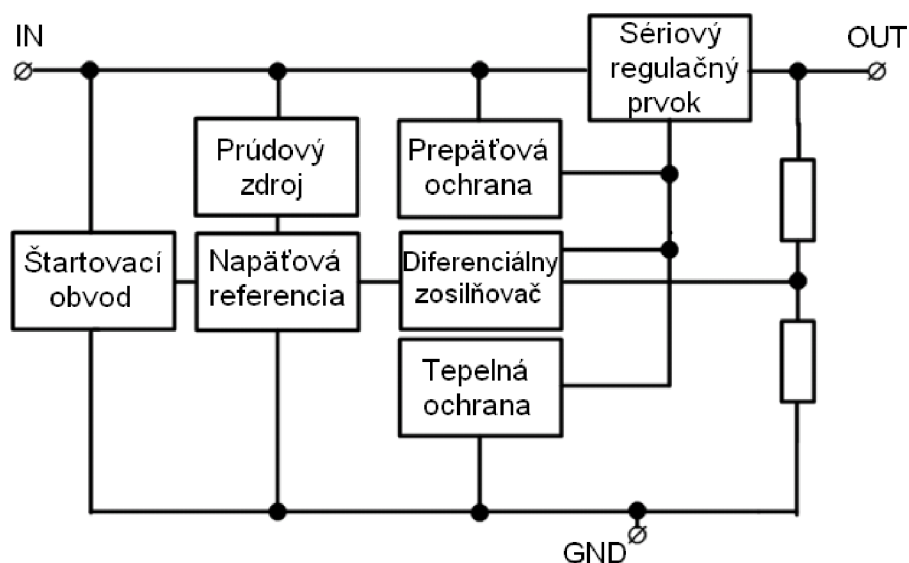 IN
Sériový
regulačný
prvok
OUT
Prúdový
zdroj
Prepäťová
ochrana
Štartovací
obvod
Napäťová
referencia
Diferenciálny
zosilňovač
Tepelná
ochrana
GND